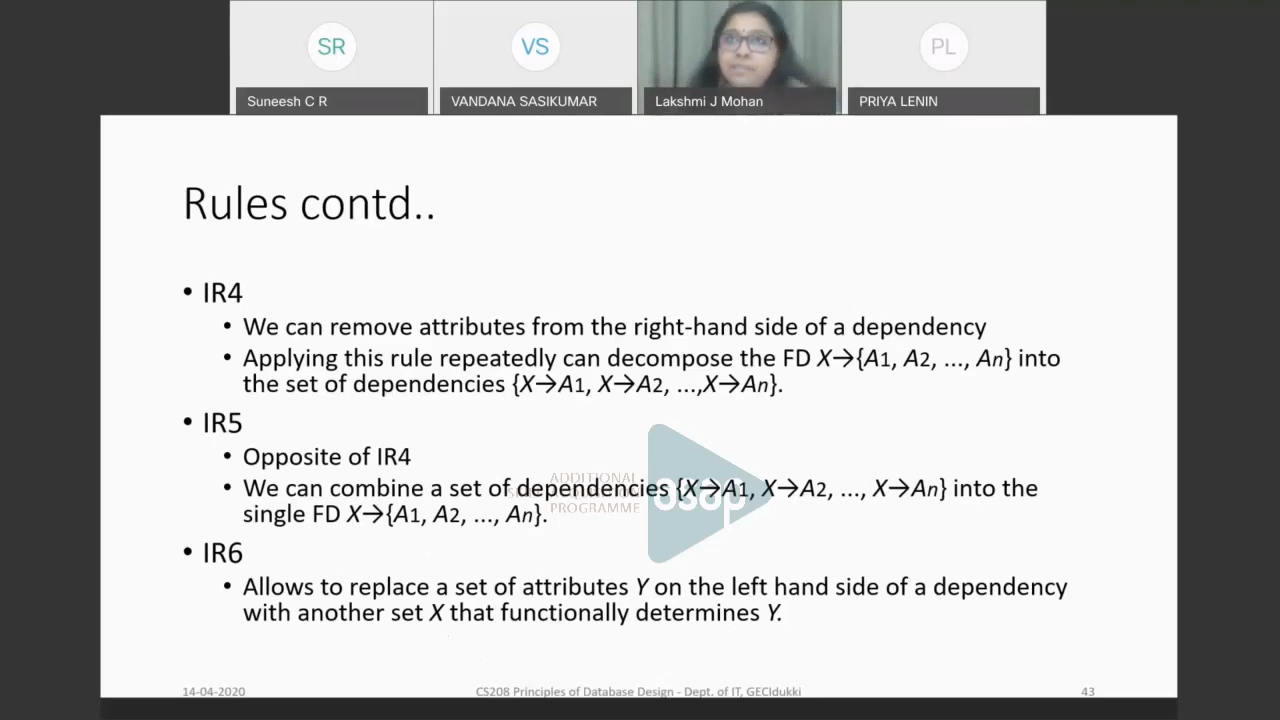 SR
VS
PL
Suneesh C R
VANDANA SASIKUMAR
Lakshmi J Mohan
PRIYA LENIN
Rules contd..
• IR4
• We can remove attributes from the right-hand side of a dependency
• Applying this rule repeatedly can decompose the FD X→{A1, A2, ..., An} into
the set of dependencies {X→A1, X→A2, ...,X→An}.
• IR5
• Opposite of IR4
• We can combine a set of dependencies {X→A1, X→A2, ..., X→An} into the
single FD X→{A1, A2, ..., An}.
ADDITIONAL
PROGRAMME
asap
• IR6
• Allows to replace a set of attributes Y on the left hand side of a dependency
with another set X that functionally determines Y.
14-04-2020
CS208 Principles of Database Design - Dept. of IT, GECIdukki
43